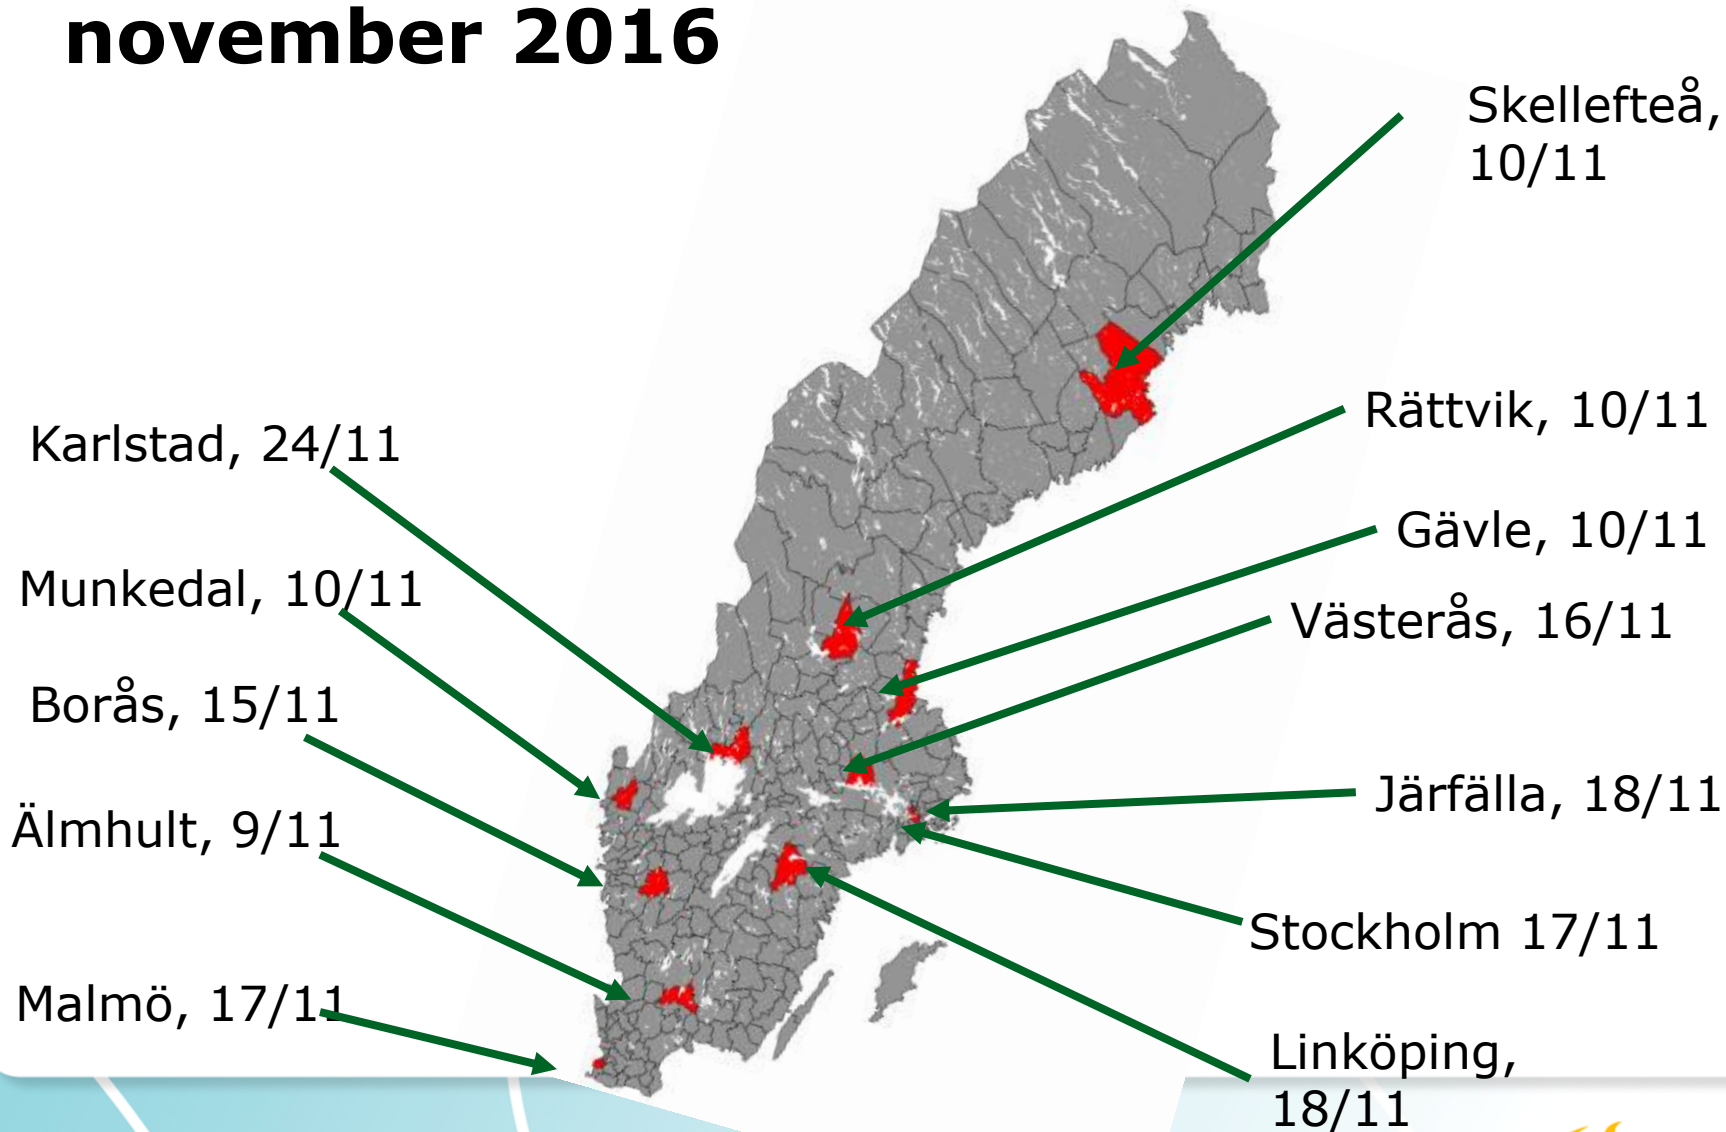 november 2016
Skellefteå,
10/11
Rättvik, 10/11
Karlstad, 24/11
Gävle, 10/11
Munkedal, 10/11
Västerås, 16/11
Borås, 15/11
Järfälla, 18/11
Älmhult, 9/11
Stockholm 17/11
Malmö, 17/11
Linköping,
18/11